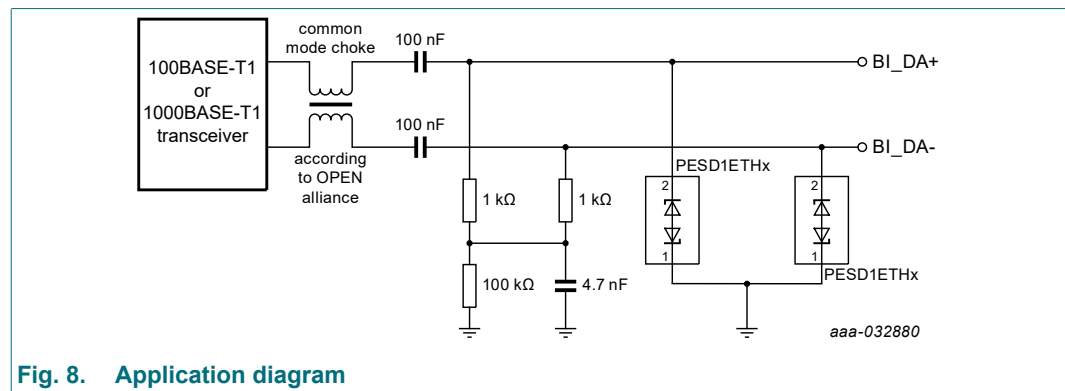 common
mode choke
100 nF
100BASE-T1
or
1000BASE-T1
transceiver
BI_DA+
100 nF
BI_DA-
according
to OPEN
alliance
PESD1ETHx
2
2
1 kΩ
1 kΩ
1
1
PESD1ETHx
100 kΩ
4.7 nF
aaa-032880
Fig. 8. Application diagram